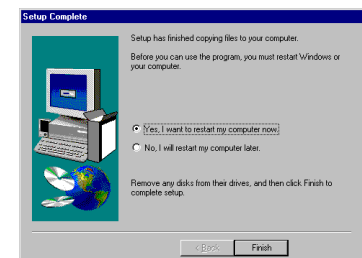 Setup Complete
Setup has finished copying files to your computer.
Before you can use the program, you must restart Windows or
your computer.
Yes, I want to restart my computer now.
No, I will restart my computer later.
Remove any disks from their drives, and then click Finish to
complete setup.
< Back
Finish